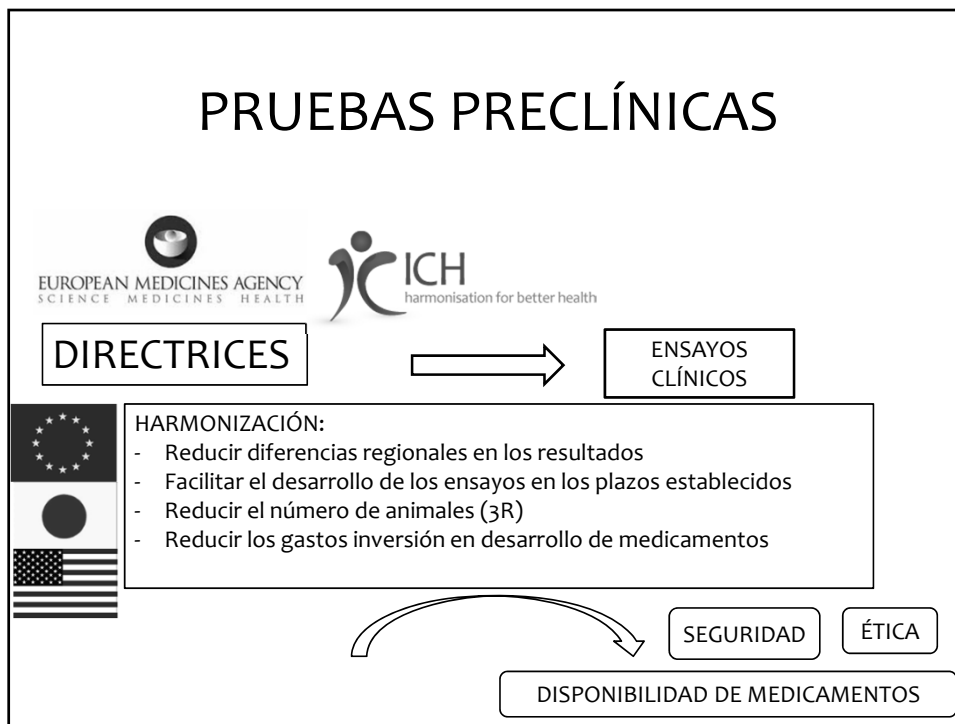 PRUEBAS PRECLÍNICAS
EUROPEAN MEDICINES AGENCY
SCIENCE MEDICINES HEALTH
ICH
harmonisation for better health
DIRECTRICES
ENSAYOS
CLÍNICOS
HARMONIZACIÓN:
- Reducir diferencias regionales en los resultados
- Facilitar el desarrollo de los ensayos en los plazos establecidos
- Reducir el número de animales (3R)
- Reducir los gastos inversión en desarrollo de medicamentos
SEGURIDAD
ÉTICA
DISPONIBILIDAD DE MEDICAMENTOS